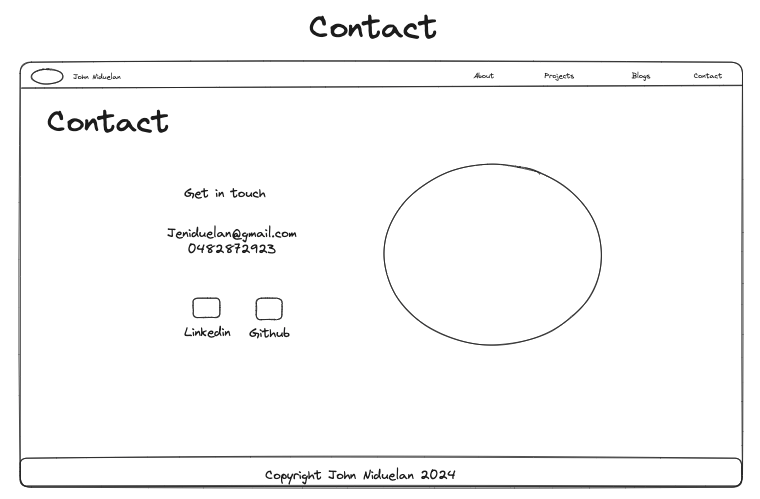 Contact
John Niduelan About Projects Blogs Contact
Contact
Get in touch
Jeniduelan@gmail.com
0482872923
Linkedin Github
Copyright John Niduelan 2024